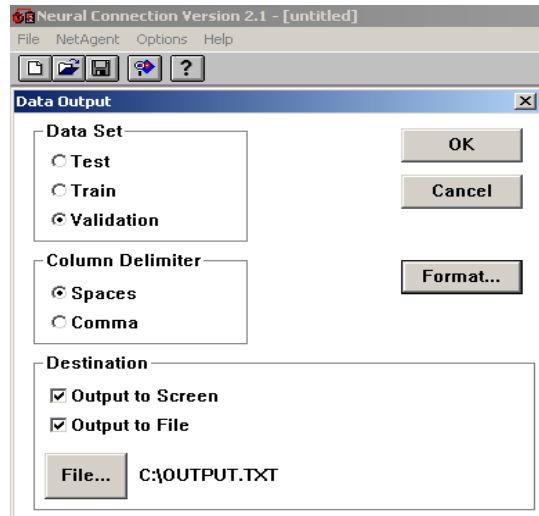 Neural Connection Version 2.1 - [untitled]
File NetAgent Options Help
?
Data Output
Data Set
Test
Train
Validation
OK
Cancel
Column Delimiter
Spaces
Comma
Format...
Destination
Output to Screen
Output to File
File... C:\OUTPUT.TXT